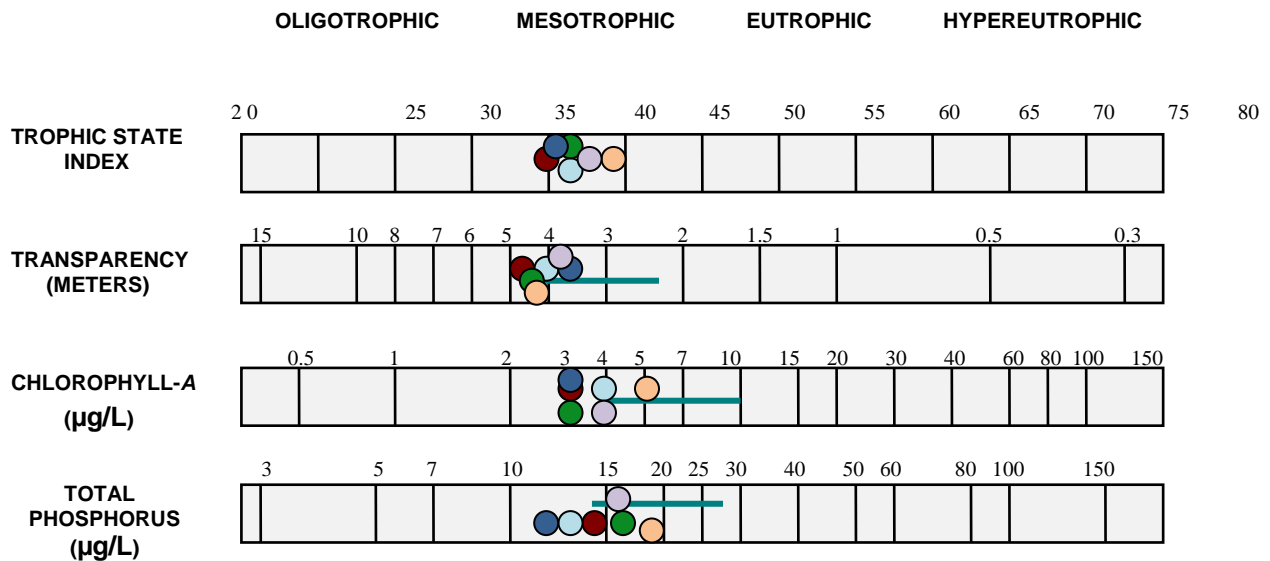 OLIGOTROPHIC MESOTROPHIC EUTROPHIC HYPEREUTROPHIC
2 0 25 30 35 40 45 50 55 60 65 70 75 80
TROPHIC STATE
INDEX
15 10 8 7 6 5 4 3 2 1.5 1 0.5 0.3
TRANSPARENCY
(METERS)
0.5 1 2 3 4 5 7 10 15 20 30 40 60 80 100 150
CHLOROPHYLL-A
(µg/L)
3 5 7 10 15 20 25 30 40 50 60 80 100 150
TOTAL
PHOSPHORUS
(µg/L)